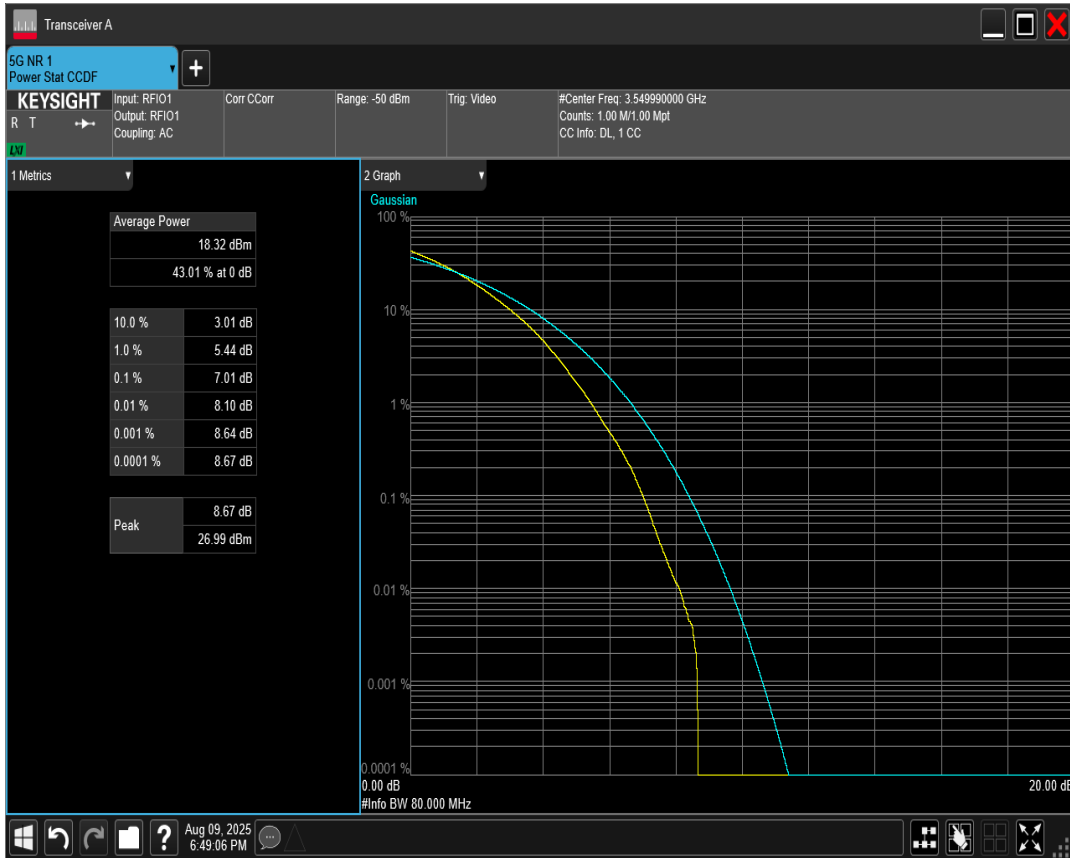 Transceiver A
5G NR 1
Power Stat CCDF
KEYSIGHT
R T
LXI
Input: RFIO1
Output: RFIO1
Coupling: AC
Corr CCorr
Range: -50 dBm
Trig: Video
#Center Freq: 3.549990000 GHz
Counts: 1.00 M/1.00 Mpt
CC Info: DL, 1 CC
1 Metrics
Average Power
18.32 dBm
43.01 % at 0 dB
10.0 % 3.01 dB
1.0 % 5.44 dB
0.1 % 7.01 dB
0.01 % 8.10 dB
0.001 % 8.64 dB
0.0001 % 8.67 dB
Peak
8.67 dB
26.99 dBm
2 Graph
Gaussian
100 %
10 %
1 %
0.1 %
0.01 %
0.001 %
0.0001 %
0.00 dB
20.00 dB
#Info BW 80.000 MHz
?
Aug 09, 2025
6:49:06 PM